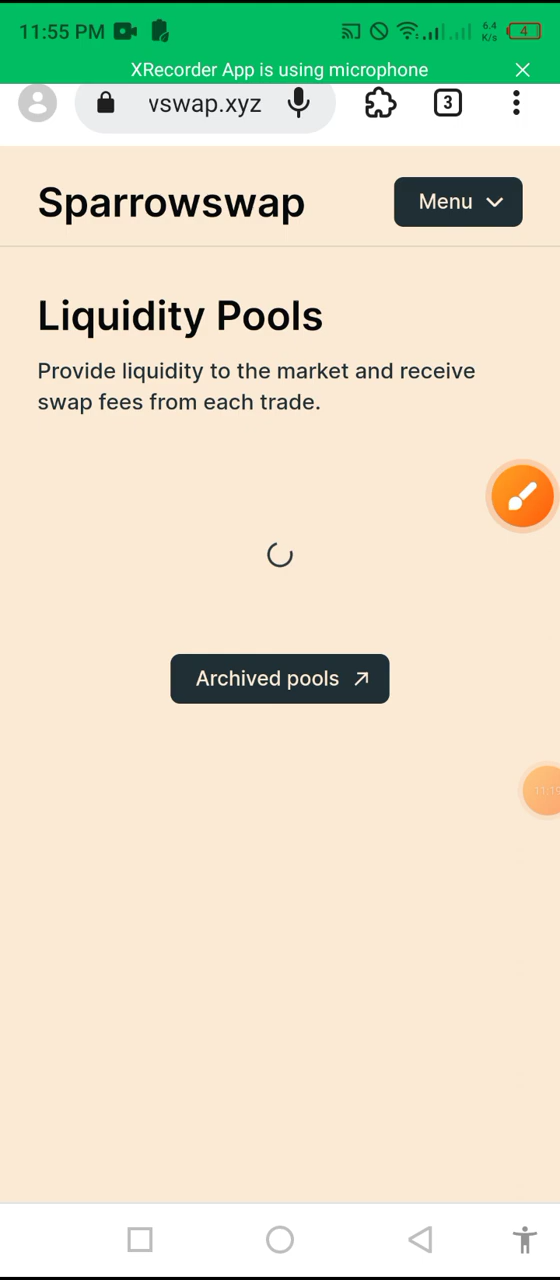 11:55 PM
6.4
K/s
4
XRecorder App is using microphone
vswap.xyz
3
Sparrowswap
Menu
Liquidity Pools
Provide liquidity to the market and receive
swap fees from each trade.
Archived pools